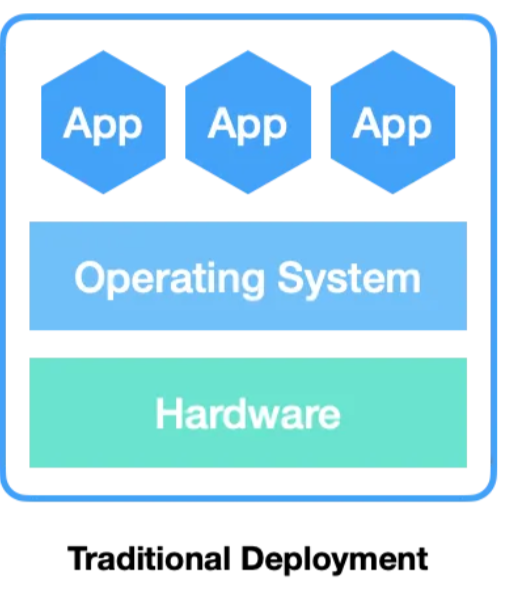 App App App
Operating System
Hardware
Traditional Deployment